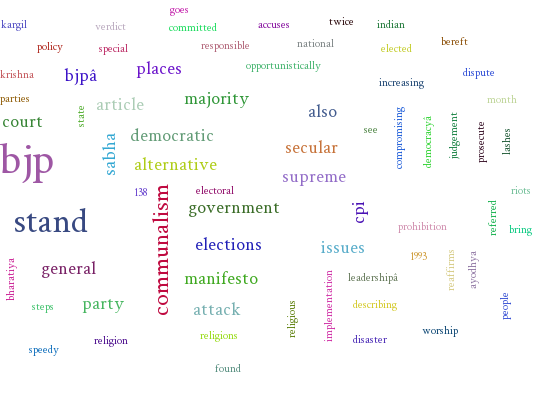 goes
kargil
verdict
committed
accuses
twice
indian
policy
special
responsible
national
elected
bereft
krishna
bjpâ
places
opportunistically
increasing
dispute
parties
state
article
majority
also
compromising
month
court
see
democracyâ
judgement
prosecute
lashes
bjp
sabha
democratic
secular
alternative
supreme
138
electoral
riots
communalism
government
cpi
referred
stand
prohibition
bring
elections
issues
1993
reaffirms
ayodhya
bharatiya
general
manifesto
leadershipâ
people
steps
party
attack
religious
implementation
describing
religions
worship
speedy
religion
disaster
found